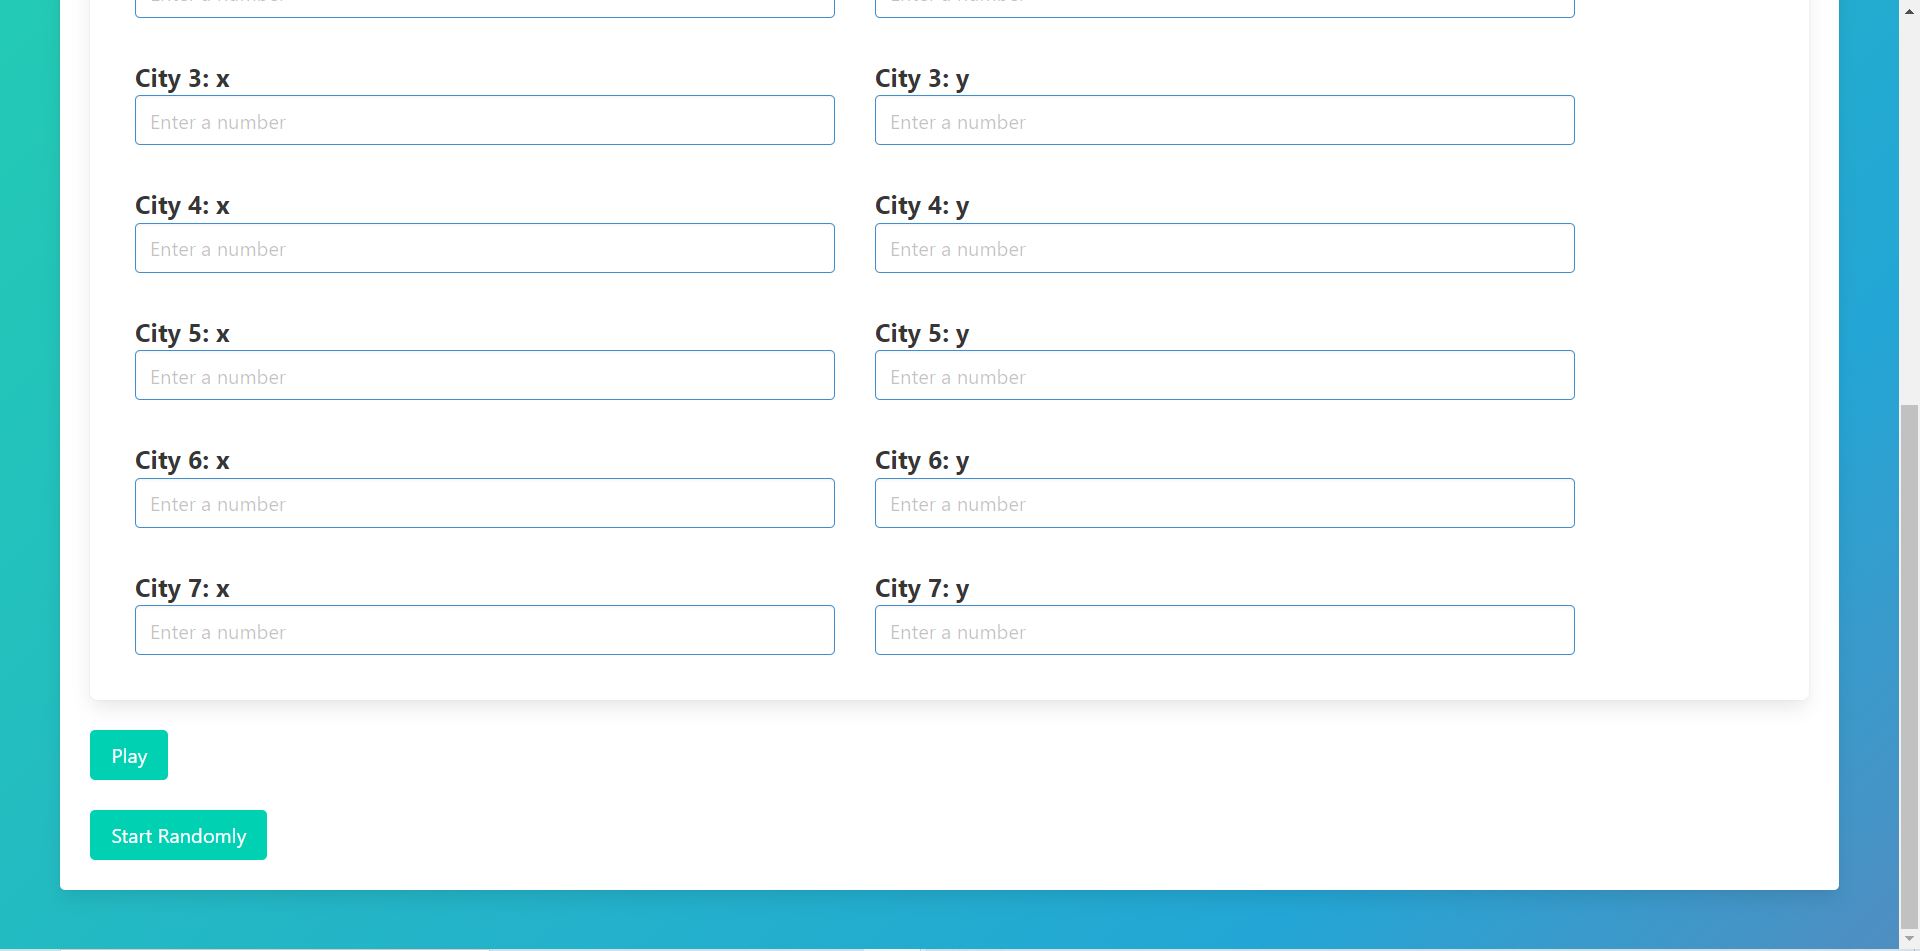 City 3: x
City 3: y
Enter a number
Enter a number
City 4: x
City 4: y
Enter a number
Enter a number
City 5: x
City 5: y
Enter a number
Enter a number
City 6: x
City 6: y
Enter a number
Enter a number
City 7: x
City 7: y
Enter a number
Enter a number
Play
Start Randomly